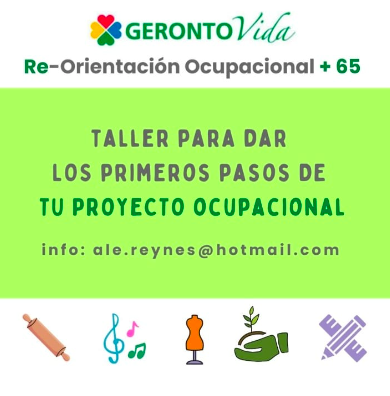 GERONTO Vida
Re-Orientación Ocupacional + 65
TALLER PARA DAR
LOS PRIMEROS PASOS DE
TU PROYECTO OCUPACIONAL
info: ale.reynes@hotmail.com